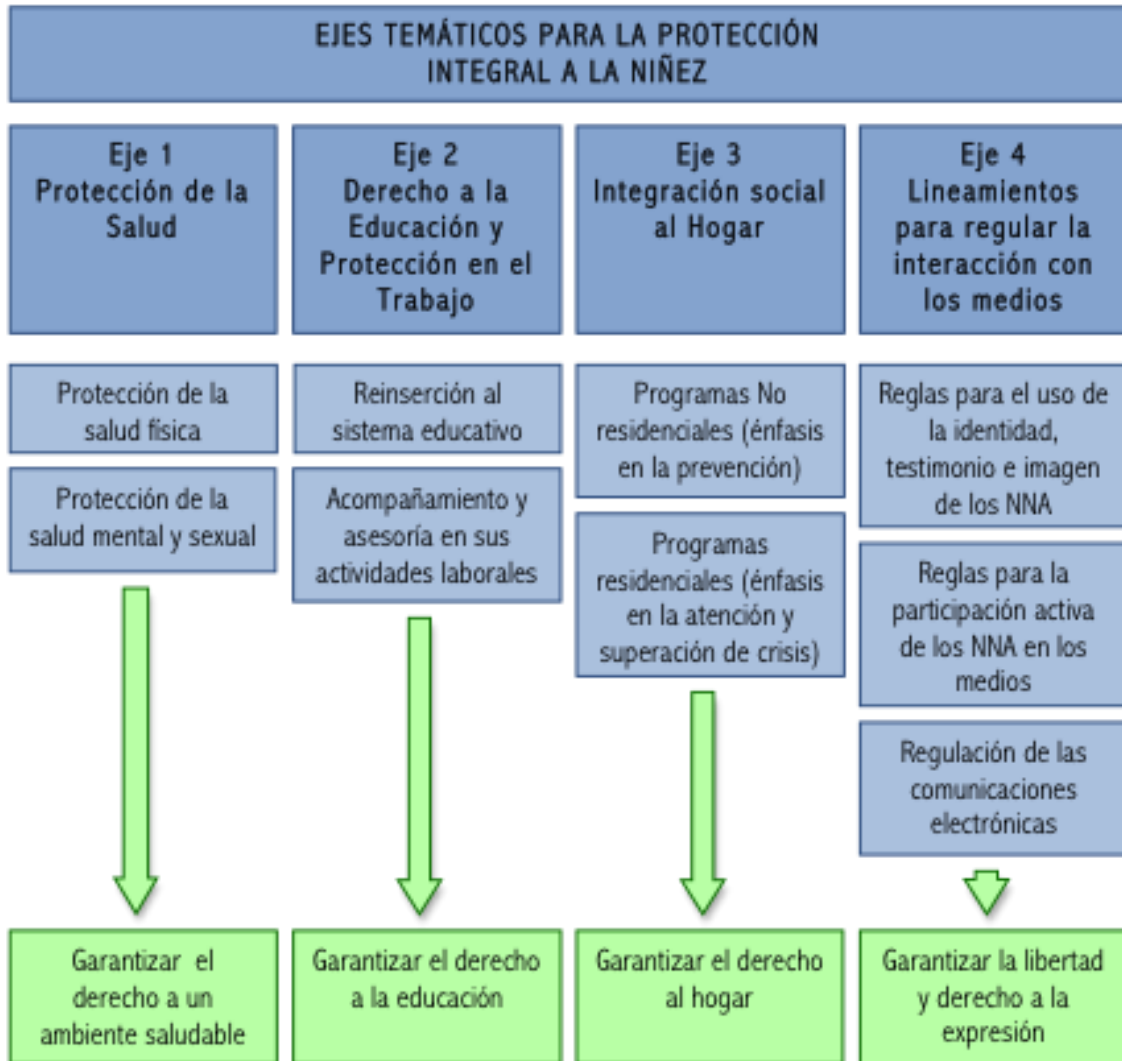 EJES TEMÁTICOS PARA LA PROTECCIÓN
INTEGRAL A LA NIÑEZ
Eje 1
Protección de la
Salud
Eje 2
Derecho a la
Educación y
Protección en el
Trabajo
Eje 3
Integración social
al Hogar
Eje 4
Lineamientos
para regular la
interacción con
los medios
Protección de la
salud física
Protección de la
salud mental y sexual
Reinserción al
sistema educativo
Acompañamiento y
asesoría en sus
actividades laborales
Programas No
residenciales (énfasis
en la prevención)
Programas
residenciales (énfasis
en la atención y
superación de crisis)
Reglas para el uso de
la identidad,
testimonio e imagen
de los NNA
Reglas para la
participación activa
de los NNA en los
medios
Regulación de las
comunicaciones
electrónicas
Garantizar el
derecho a un
ambiente saludable
Garantizar el derecho
a la educación
Garantizar el derecho
al hogar
Garantizar la libertad
y derecho a la
expresión